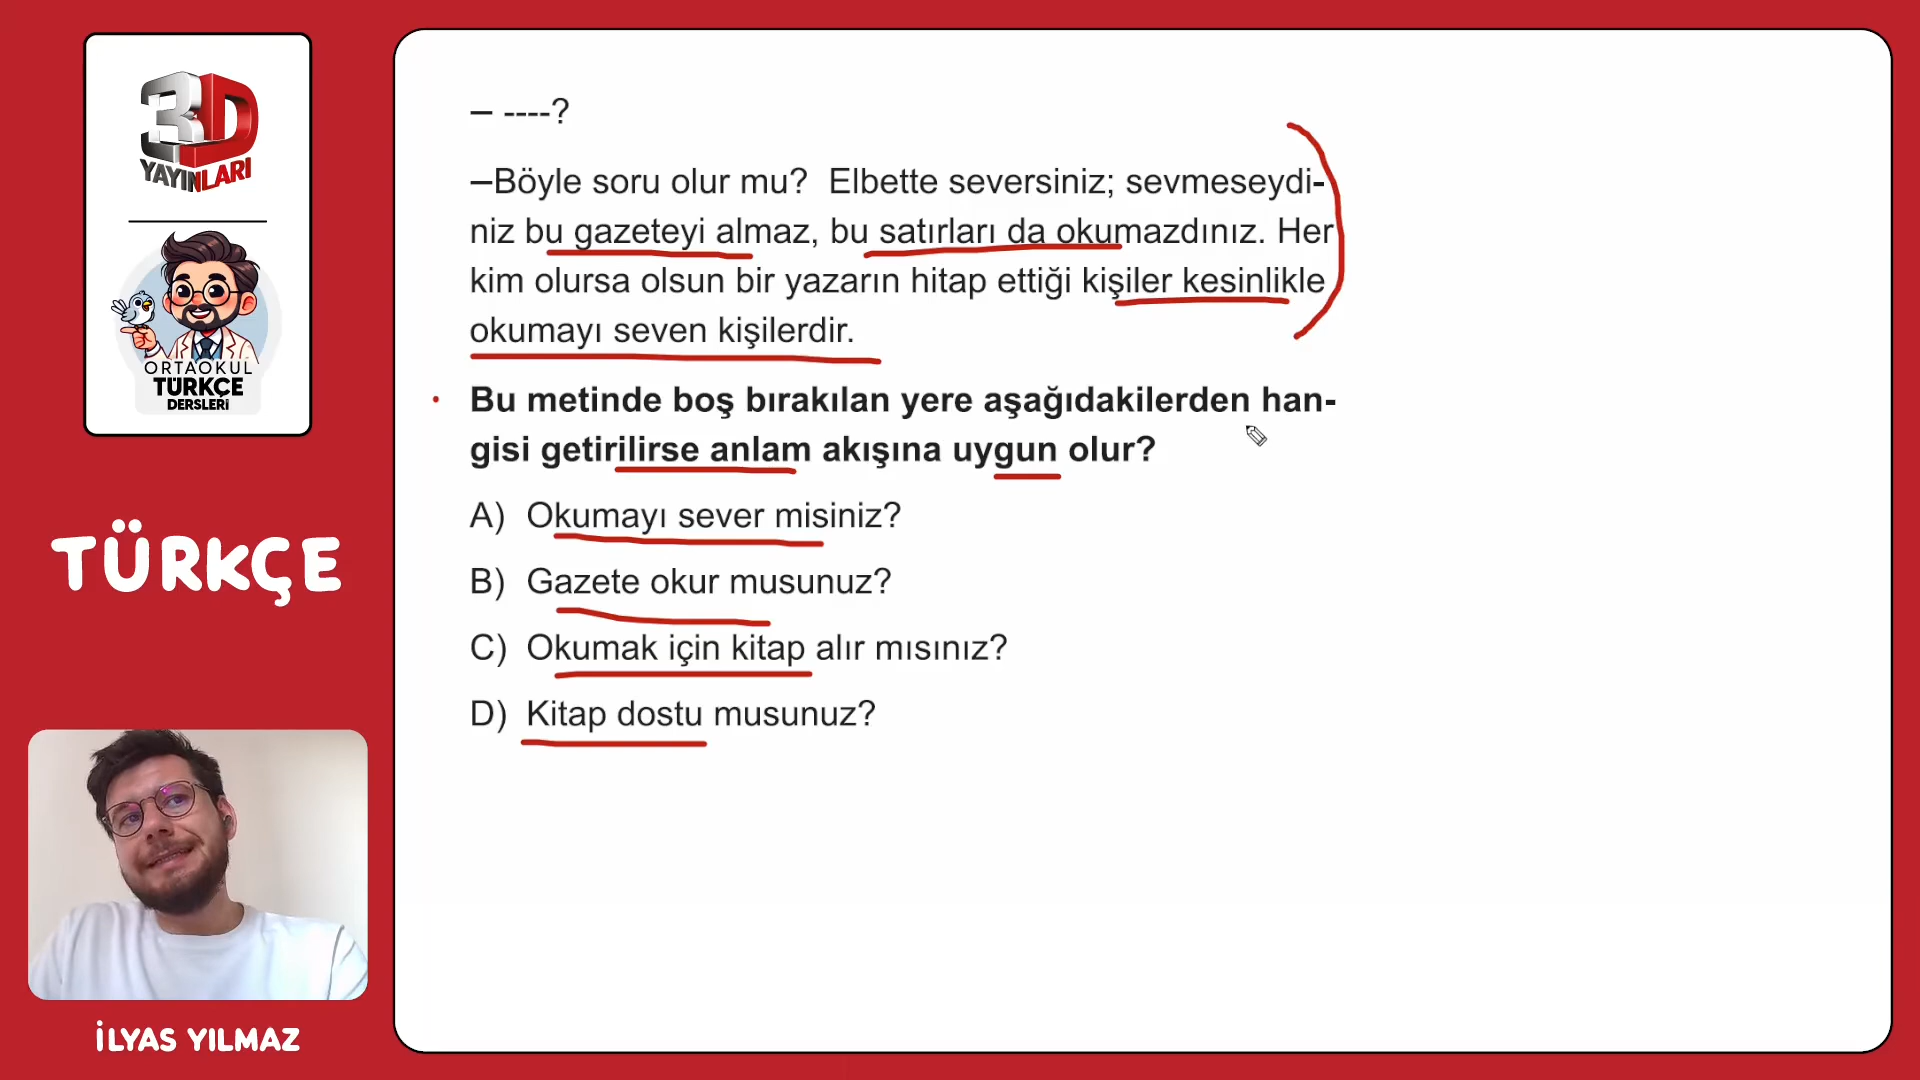 3D
YAYINLARI
ORTAOKUL
TÜRKÇE
DERSLERİ
TÜRKÇE
İLYAS YILMAZ
– ----?
–Böyle soru olur mu? Elbette seversiniz; sevmeseydi-
niz bu gazeteyi almaz, bu satırları da okumazdınız. Her
kim olursa olsun bir yazarın hitap ettiği kişiler kesinlikle
okumayı seven kişilerdir.
Bu metinde boş bırakılan yere aşağıdakilerden han-
gisi getirilirse anlam akışına uygun olur?
A) Okumayı sever misiniz?
B) Gazete okur musunuz?
C) Okumak için kitap alır mısınız?
D) Kitap dostu musunuz?